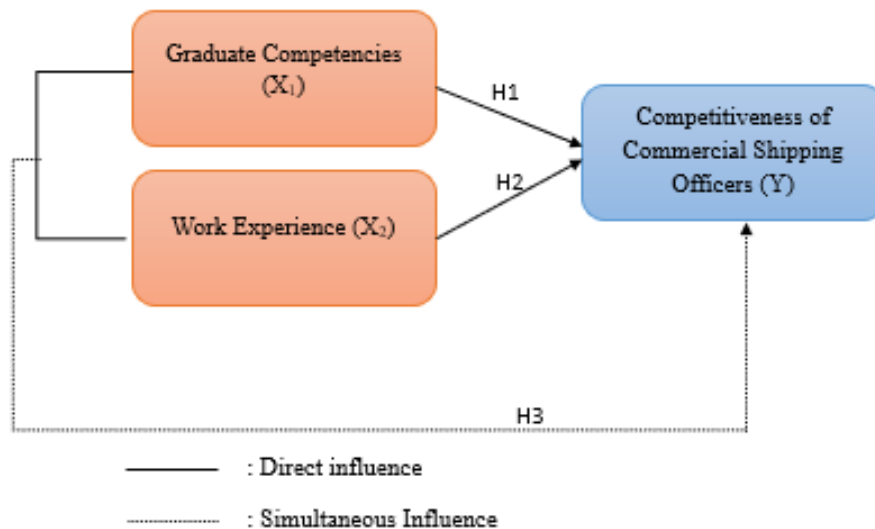 Graduate Competencies
(X₁)
H1
Competitiveness of
Commercial Shipping
Officers (Y)
H2
Work Experience (X₂)
H3
: Direct influence
: Simultaneous Influence